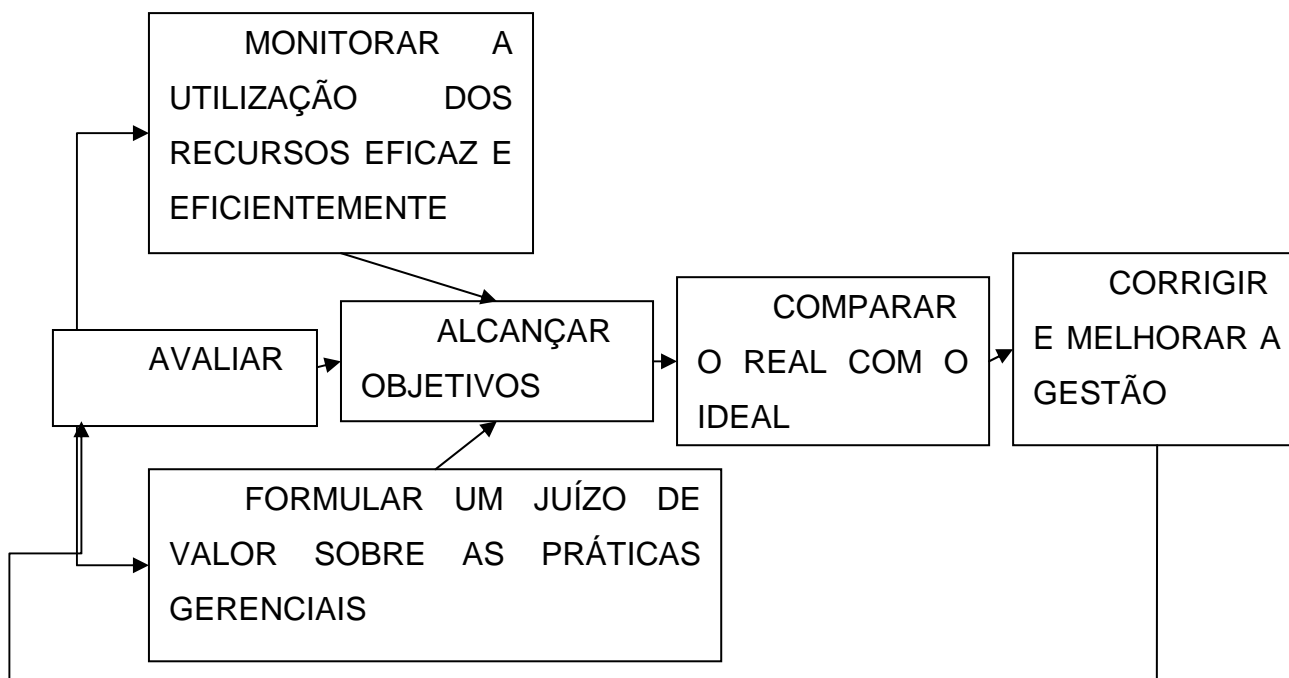 MONITORAR A
UTILIZAÇÃO DOS
RECURSOS EFICAZ E
EFICIENTEMENTE
AVALIAR
ALCANÇAR
OBJETIVOS
COMPARAR
O REAL COM O
IDEAL
CORRIGIR
E MELHORAR A
GESTÃO
FORMULAR UM JUÍZO DE
VALOR SOBRE AS PRÁTICAS
GERENCIAIS